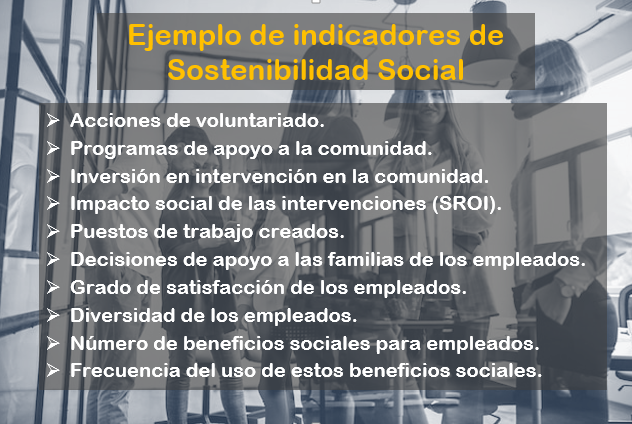 Ejemplo de indicadores de
Sostenibilidad Social
➢ Acciones de voluntariado.
➢ Programas de apoyo a la comunidad.
➢ Inversión en intervención en la comunidad.
➢ Impacto social de las intervenciones (SROI).
➢ Puestos de trabajo creados.
➢ Decisiones de apoyo a las familias de los empleados.
➢ Grado de satisfacción de los empleados.
➢ Diversidad de los empleados.
➢ Número de beneficios sociales para empleados.
➢ Frecuencia del uso de estos beneficios sociales.